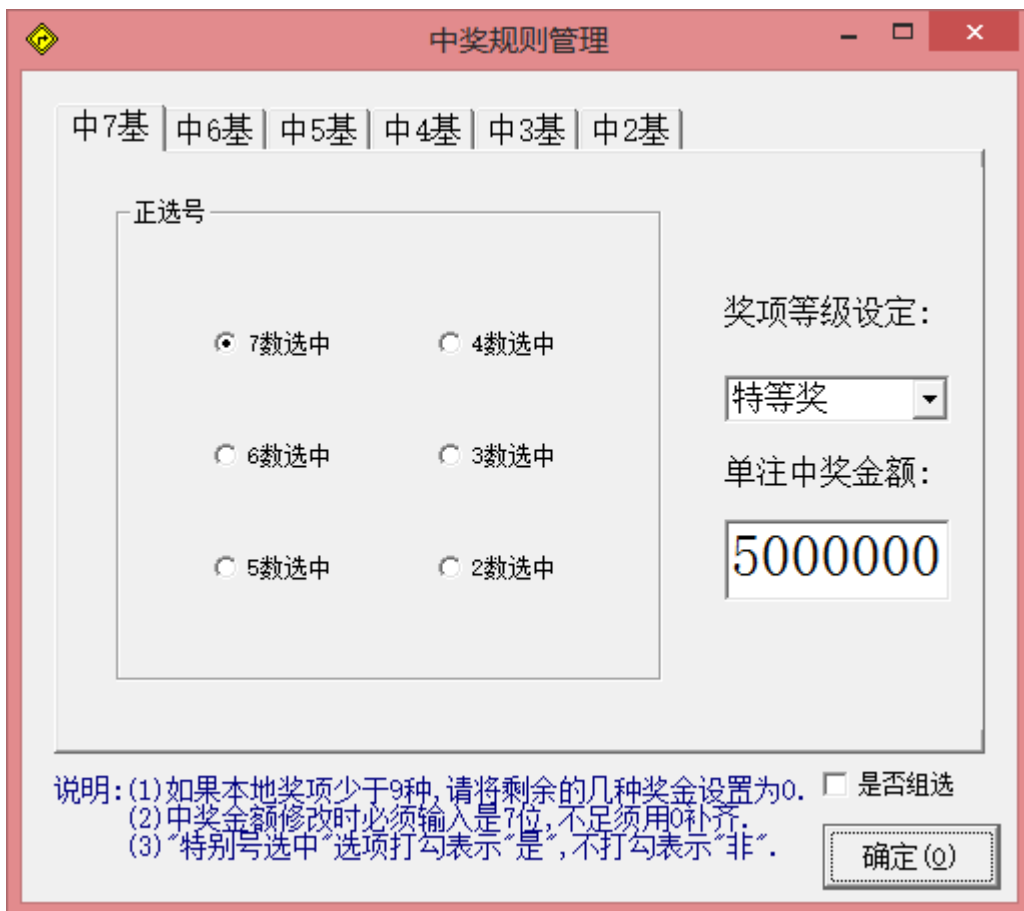 中奖规则管理
中7基 中6基 中5基 中4基 中3基 中2基
正选号
7数选中 4数选中
6数选中 3数选中
5数选中 2数选中
奖项等级设定:
特等奖
单注中奖金额:
5000000
说明:(1)如果本地奖项少于9种,请将剩余的几种奖金设置为0.
(2)中奖金额修改时必须输入是7位,不足须用0补齐.
(3)"特别号选中"选项打勾表示"是",不打勾表示"非".
是否组选
确定(O)